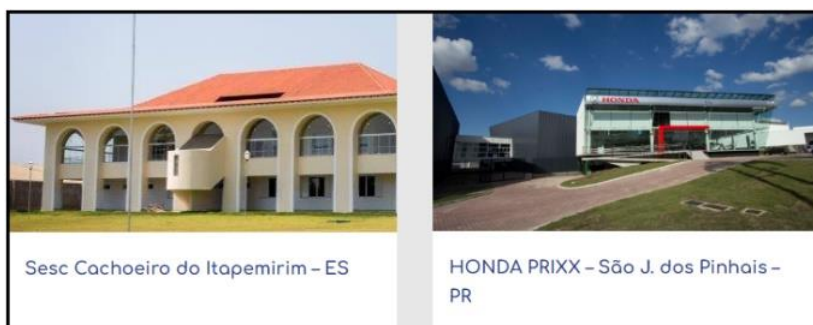 HONDA
Sesc Cachoeiro do Itapemirim – ES
HONDA PRIXX – São J. dos Pinhais –
PR